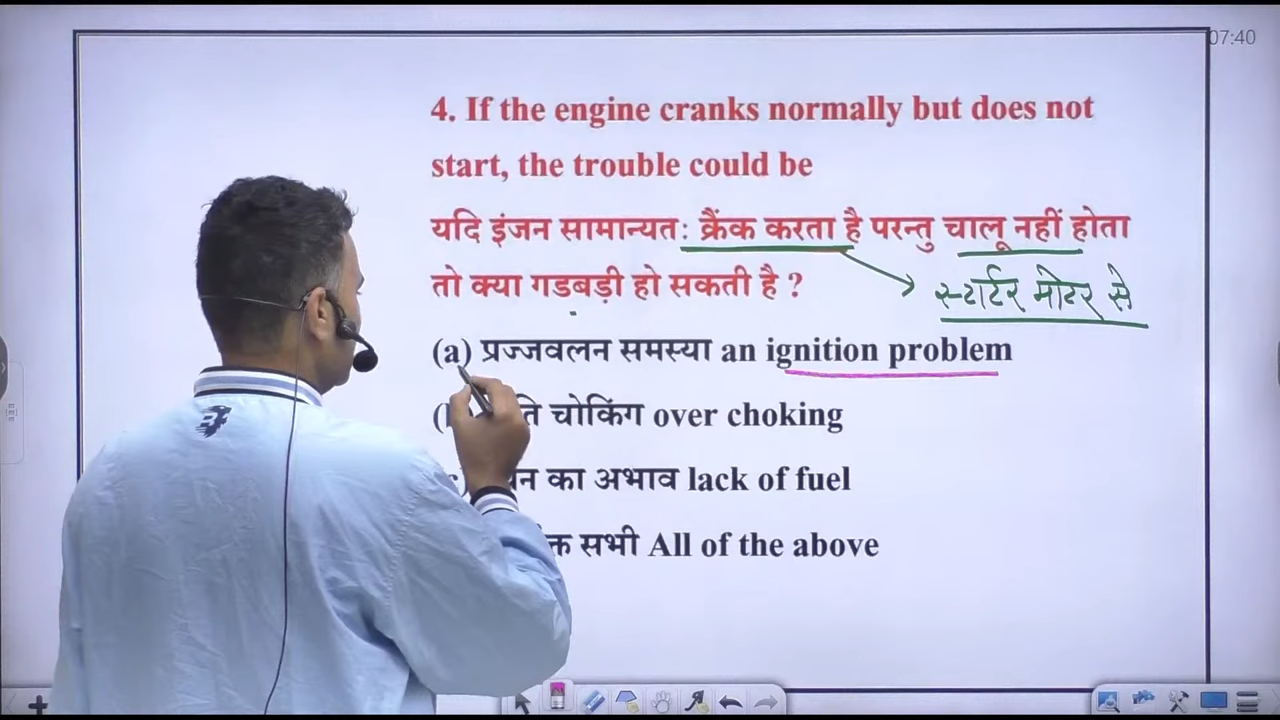 07:40
4. If the engine cranks normally but does not
start, the trouble could be
यदि इंजन सामान्यत: क्रैंक करता है परन्तु चालू नहीं होता
तो क्या गडबड़ी हो सकती है ?
स्टार्टर मोटर से
(a) प्रज्जवलन समस्या an ignition problem
चोकिंग over choking
का अभाव lack of fuel
सभी All of the above